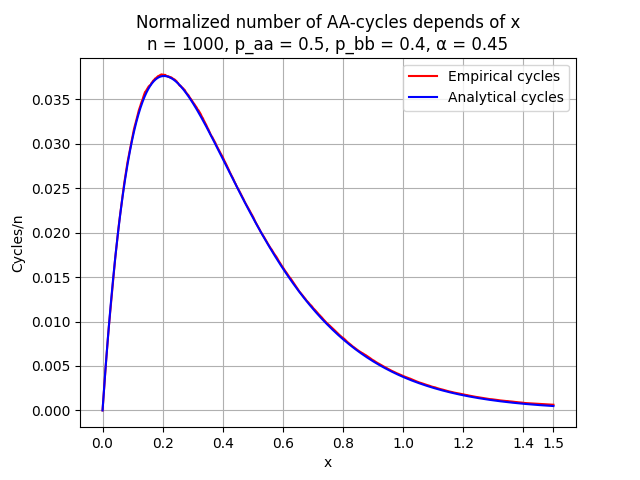 Normalized number of AA-cycles depends of x
n = 1000, p_aa = 0.5, p_bb = 0.4, α = 0.45
Empirical cycles
Analytical cycles
Cycles/n
0.035
0.030
0.025
0.020
0.015
0.010
0.005
0.000
0.0 0.2 0.4 0.6 0.8 1.0 1.2 1.4 1.5
x